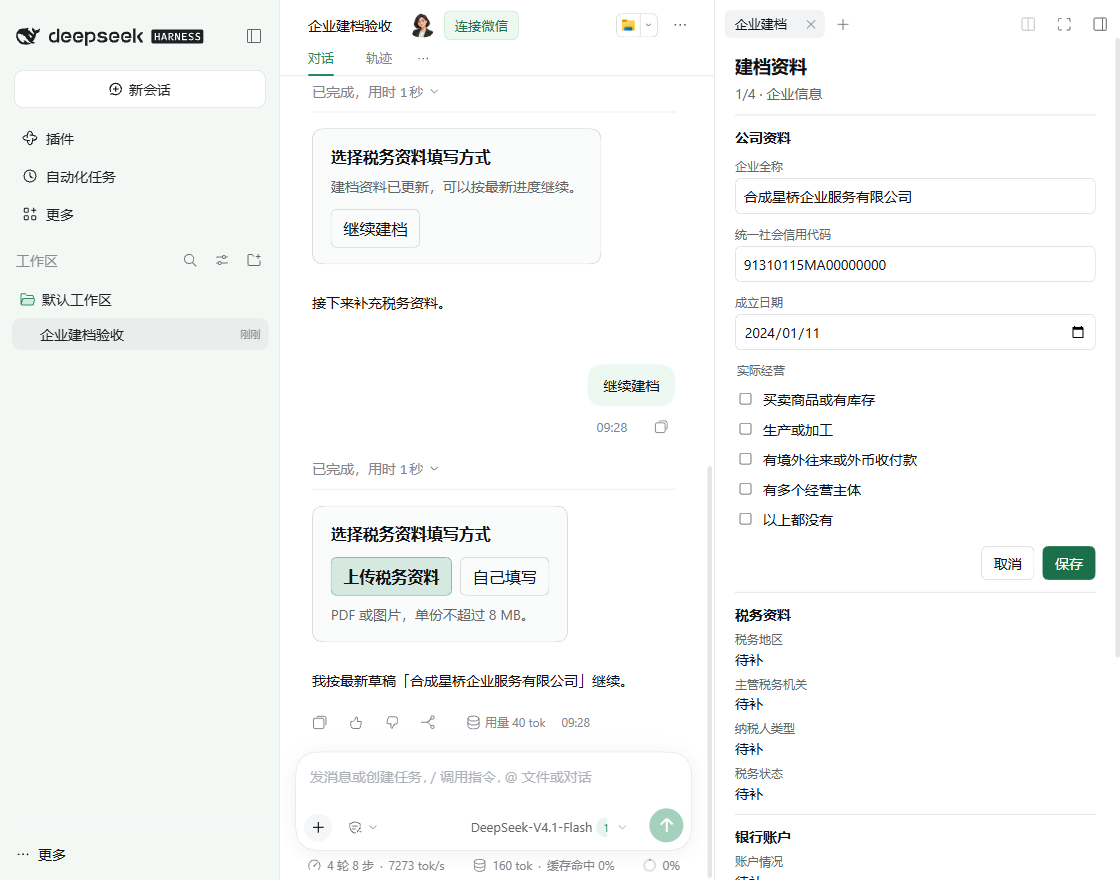 deepseek HARNESS
新会话
插件
自动化任务
更多
工作区
默认工作区
企业建档验收 刚刚
更多
企业建档验收 连接微信
对话 轨迹 ···
已完成，用时 1 秒
选择税务资料填写方式
建档资料已更新，可以按最新进度继续。
继续建档
接下来补充税务资料。
继续建档
09:28
已完成，用时 1 秒
选择税务资料填写方式
上传税务资料 自己填写
PDF 或图片，单份不超过 8 MB。
我按最新草稿「合成星桥企业服务有限公司」继续。
用量 40 tok 09:28
发消息或创建任务, / 调用指令, @ 文件或对话
DeepSeek-V4.1-Flash 1
4 轮 8 步 · 7273 tok/s 160 tok · 缓存命中 0% 0%
企业建档
建档资料
1/4 · 企业信息
公司资料
企业全称
合成星桥企业服务有限公司
统一社会信用代码
91310115MA00000000
成立日期
2024/01/11
实际经营
买卖商品或有库存
生产或加工
有境外往来或外币收付款
有多个经营主体
以上都没有
取消 保存
税务资料
税务地区
待补
主管税务机关
待补
纳税人类型
待补
税务状态
待补
银行账户
账户情况